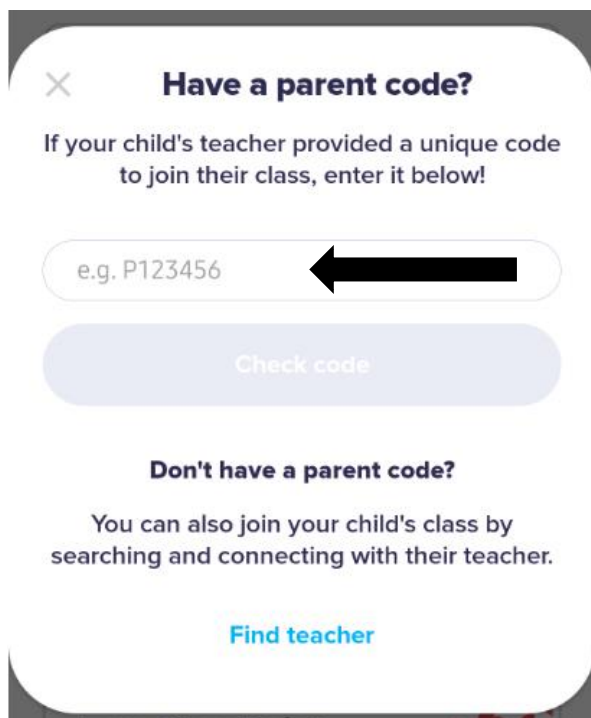 Have a parent code?
If your child's teacher provided a unique code
to join their class, enter it below!
e.g. P123456
Check code
Don't have a parent code?
You can also join your child's class by
searching and connecting with their teacher.
Find teacher